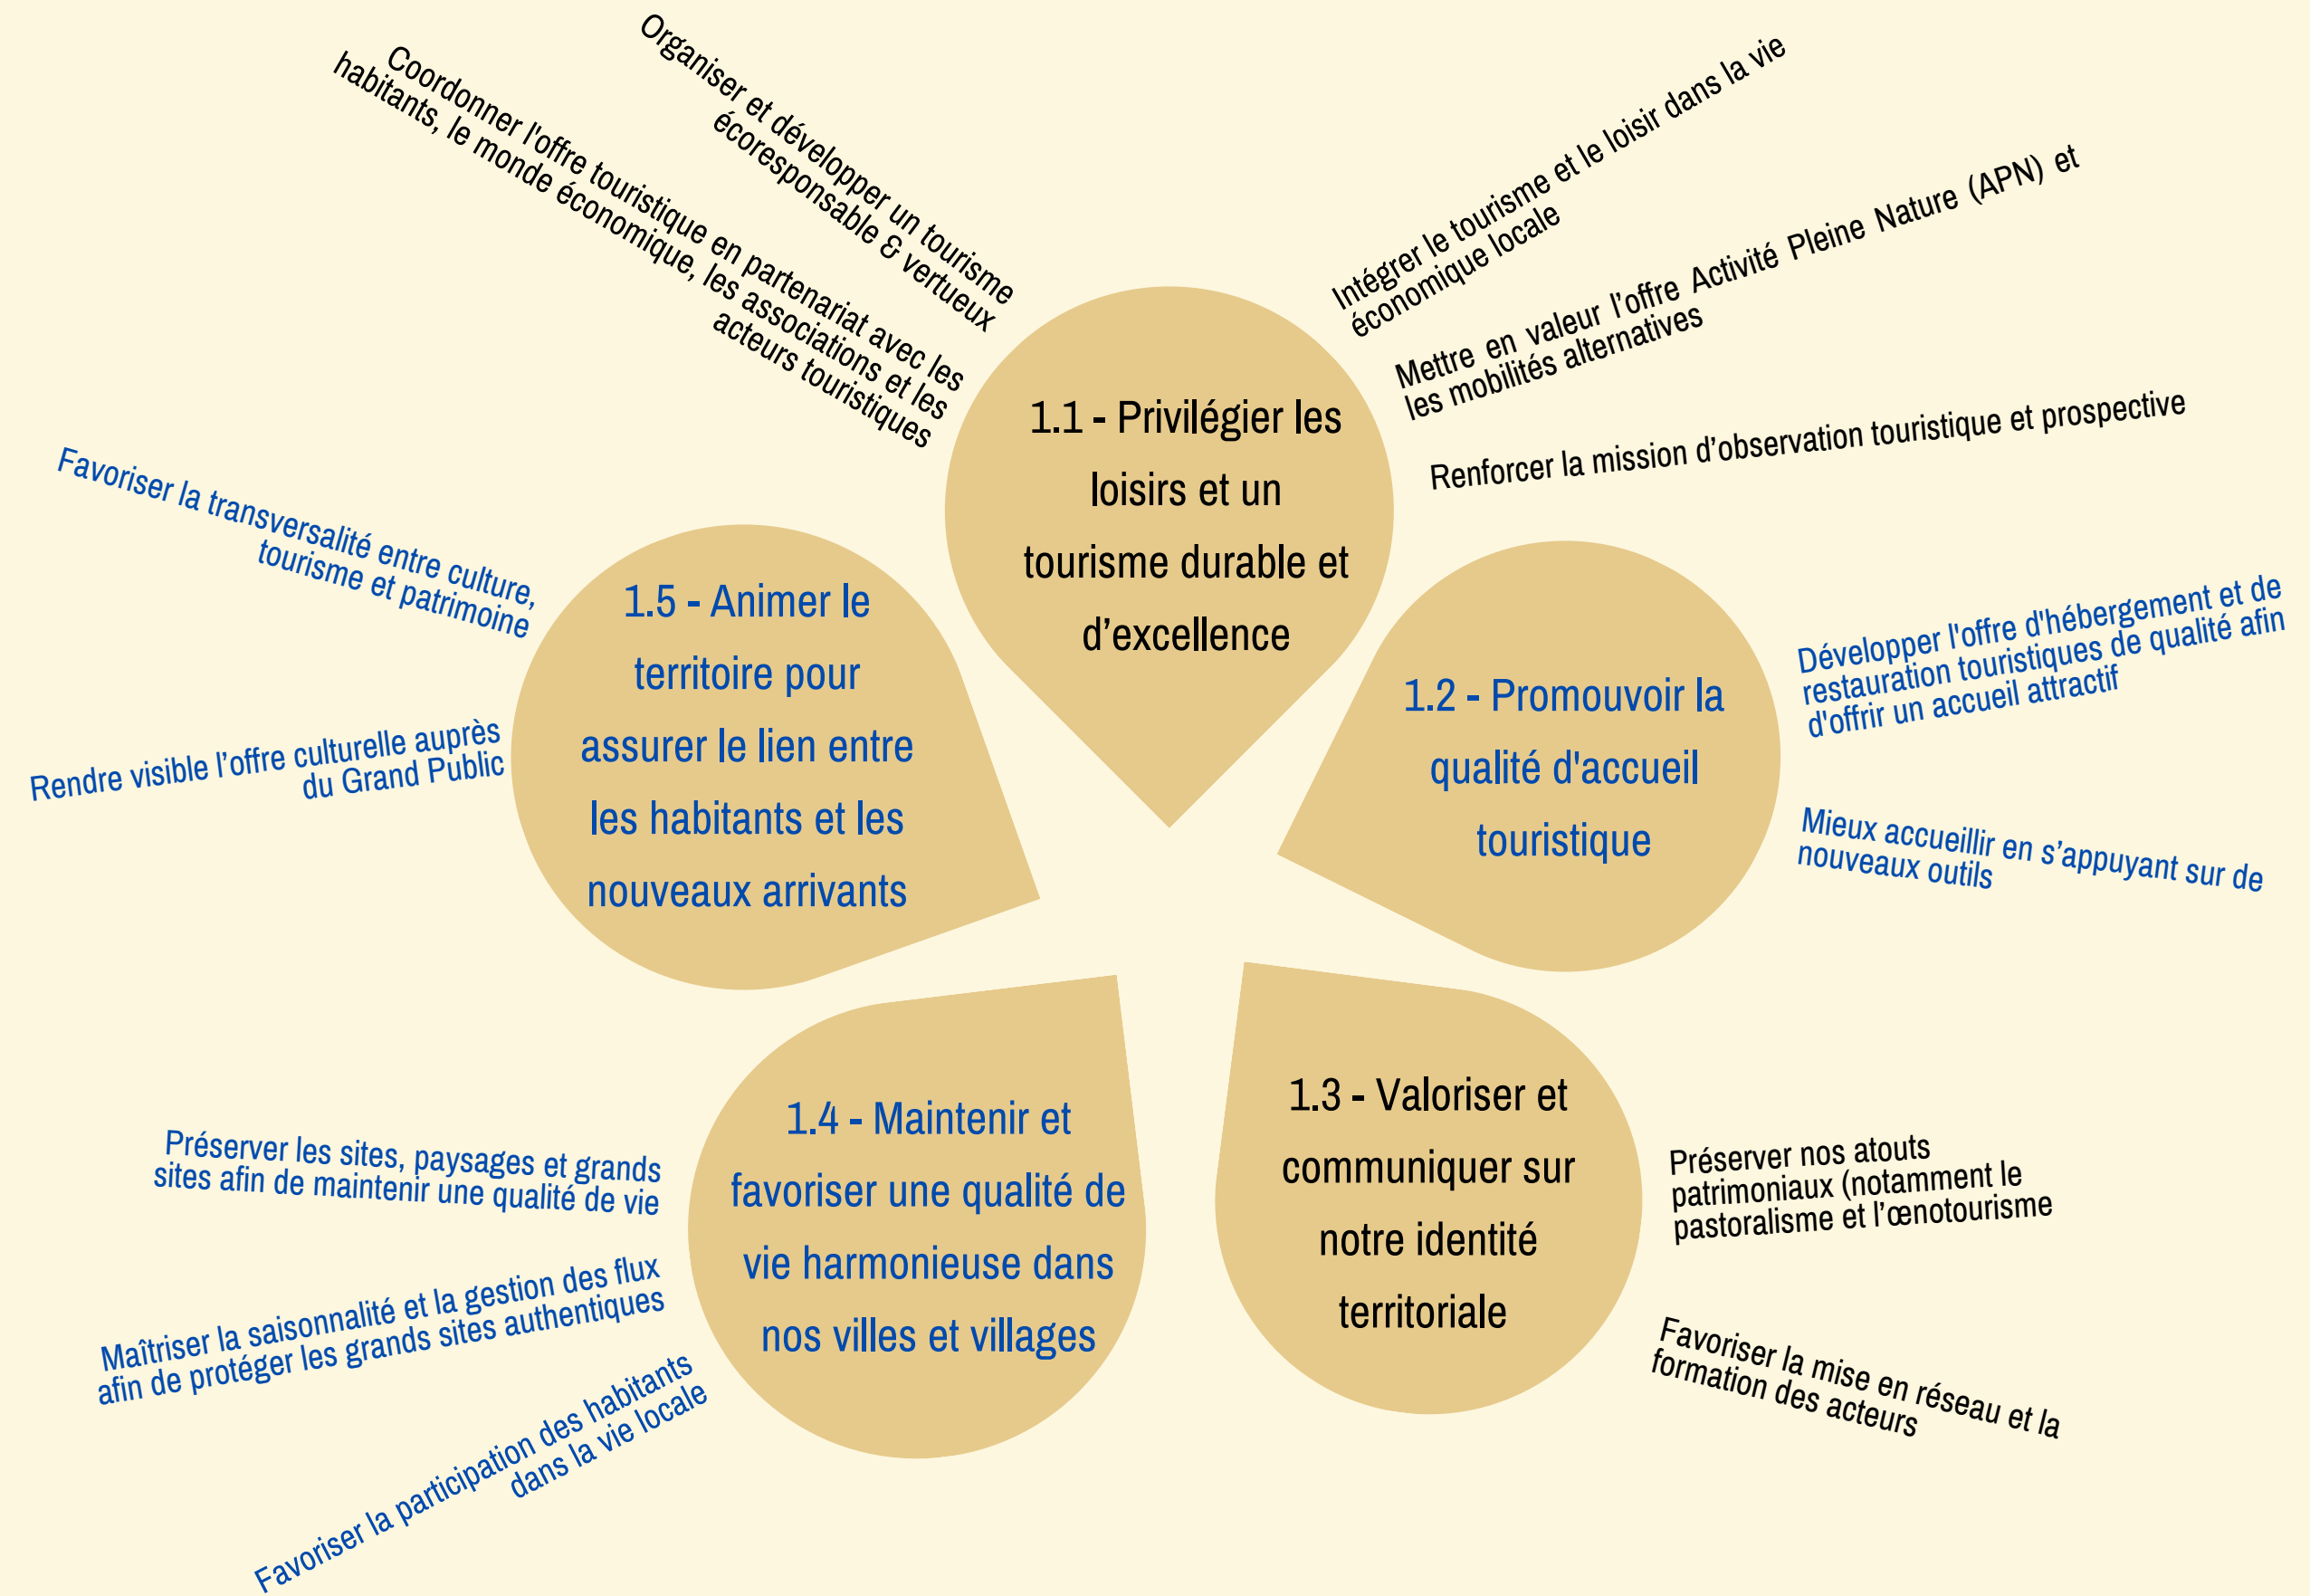 Organiser et développer un tourisme
écoresponsable & vertueux
Coordonner l'offre touristique en partenariat avec les
habitants, le monde économique, les associations et les
acteurs touristiques
Intégrer le tourisme et le loisir dans la vie
économique locale
Mettre en valeur l’offre Activité Pleine Nature (APN) et
les mobilités alternatives
Renforcer la mission d’observation touristique et prospective
1.1 - Privilégier les
loisirs et un
tourisme durable et
d’excellence
1.2 - Promouvoir la
qualité d'accueil
touristique
Développer l'offre d'hébergement et de
restauration touristiques de qualité afin
d'offrir un accueil attractif
Mieux accueillir en s’appuyant sur de
nouveaux outils
1.3 - Valoriser et
communiquer sur
notre identité
territoriale
Préserver nos atouts
patrimoniaux (notamment le
pastoralisme et l’œnotourisme
Favoriser la mise en réseau et la
formation des acteurs
1.4 - Maintenir et
favoriser une qualité de
vie harmonieuse dans
nos villes et villages
Préserver les sites, paysages et grands
sites afin de maintenir une qualité de vie
Maîtriser la saisonnalité et la gestion des flux
afin de protéger les grands sites authentiques
Favoriser la participation des habitants
dans la vie locale
1.5 - Animer le
territoire pour
assurer le lien entre
les habitants et les
nouveaux arrivants
Favoriser la transversalité entre culture,
tourisme et patrimoine
Rendre visible l’offre culturelle auprès
du Grand Public